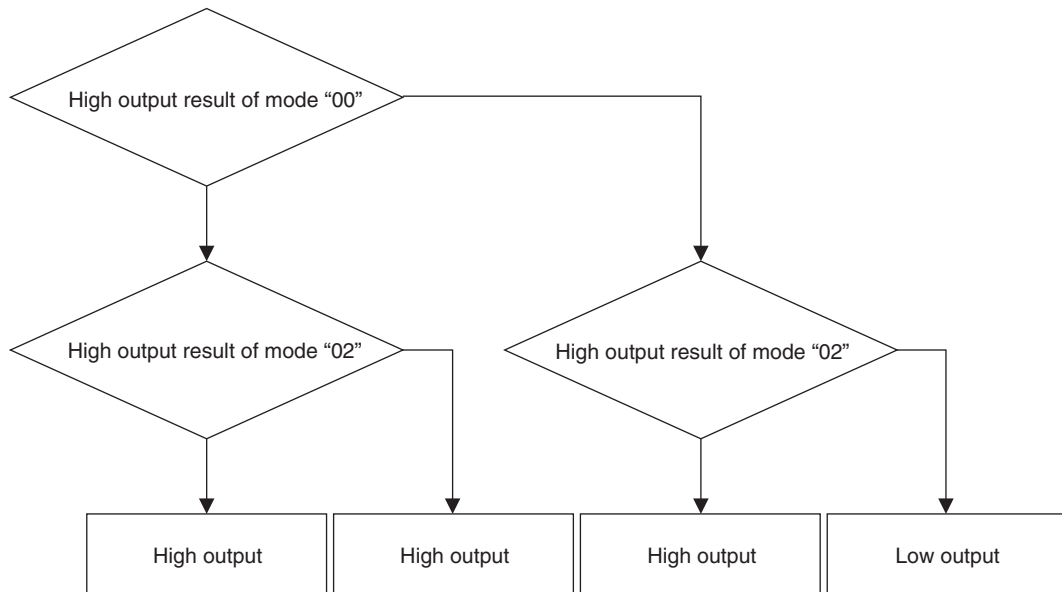 High output result of mode “00”
High output result of mode “02”
High output result of mode “02”
High output
High output
High output
Low output